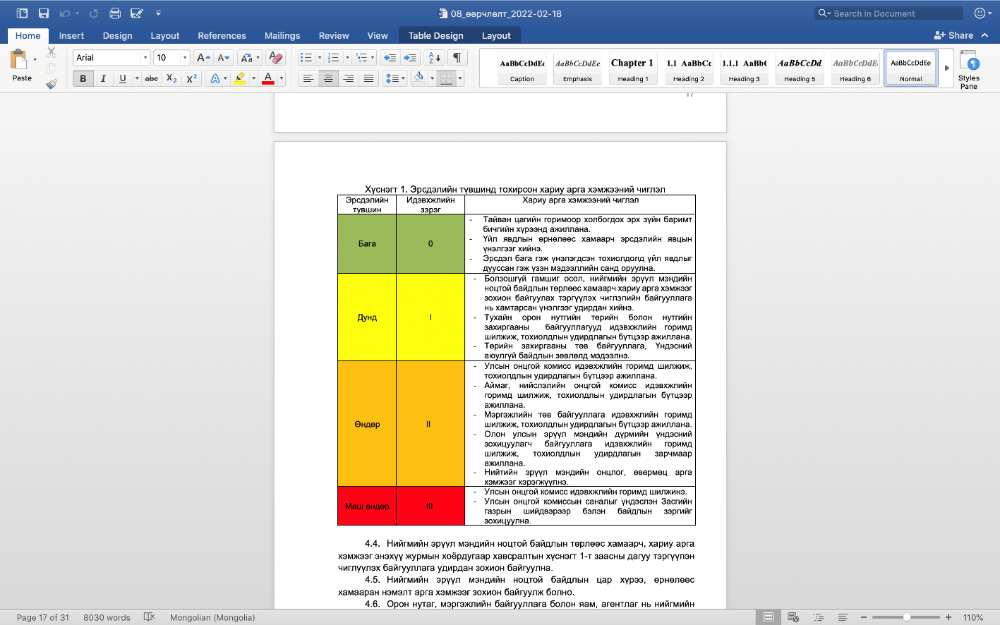 08_өөрчлөлт_2022-02-18
Search in Document
Home Insert Design Layout References Mailings Review View Table Design Layout Share
Paste
Arial 10
B I U abc X2 X2 A A
AaBbCcDdEe Caption
AaBbCcDdEe Emphasis
Chapter 1 Heading 1
1.1 AaBbCc Heading 2
1.1.1 AaBb( Heading 3
AaBbCcDd. Heading 5
AaBbCcDdE Heading 6
AaBbCcDdEe Normal
Styles Pane
17
Хүснэгт 1. Эрсдэлийн түвшинд тохирсон хариу арга хэмжээний чиглэл
Эрсдэлийн түвшин
Идэвхжлийн зэрэг
Хариу арга хэмжээний чиглэл
Бага
0
- Тайван цагийн горимоор холбогдох эрх зүйн баримт
бичгийн хүрээнд ажиллана.
- Үйл явдлын өрнөлөөс хамаарч эрсдэлийн явцын
үнэлгээг хийнэ.
- Эрсдэл бага гэж үнэлэгдсэн тохиолдолд үйл явдлыг
дууссан гэж үзэн мэдээллийн санд оруулна.
Дунд
I
- Болзошгүй гамшиг осол, нийгмийн эрүүл мэндийн
ноцтой байдлын төрлөөс хамаарч хариу арга хэмжээг
зохион байгуулах тэргүүлэх чиглэлийн байгууллага
нь хамтарсан үнэлгээг удирдан хийнэ.
- Тухайн орон нутгийн төрийн болон нутгийн
захиргааны байгууллагууд идэвхжлийн горимд
шилжиж, тохиолдлын удирдлагын бүтцээр ажиллана.
- Төрийн захиргааны төв байгууллага, Үндэсний
аюулгүй байдлын зөвлөлд мэдээлнэ.
Өндөр
II
- Улсын онцгой комисс идэвхжлийн горимд шилжиж,
тохиолдлын удирдлагын бүтцээр ажиллана.
- Аймаг, нийслэлийн онцгой комисс идэвхжлийн
горимд шилжиж, тохиолдлын удирдлагын бүтцээр
ажиллана.
- Мэргэжлийн төв байгууллага идэвхжлийн горимд
шилжиж, тохиолдлын удирдлагын бүтцээр ажиллана.
- Олон улсын эрүүл мэндийн дүрмийн үндэсний
зохицуулагч байгууллага идэвхжлийн горимд
шилжиж, тохиолдлын удирдлагын зарчмаар
ажиллана.
- Нийтийн эрүүл мэндийн онцлог, өвөрмөц арга
хэмжээг хэрэгжүүлнэ.
Маш өндөр
III
- Улсын онцгой комисс идэвхжлийн горимд шилжинэ.
- Улсын онцгой комиссын саналыг үндэслэн Засгийн
газрын шийдвэрээр бэлэн байдлын зэргийг
зохицуулна.
4.4. Нийгмийн эрүүл мэндийн ноцтой байдлын төрлөөс хамаарч, хариу арга
хэмжээг энэхүү журмын хоёрдугаар хавсралтын хүснэгт 1-т заасны дагуу тэргүүлэн
чиглүүлэх байгууллага удирдан зохион байгуулна.
4.5. Нийгмийн эрүүл мэндийн ноцтой байдлын цар хүрээ, өрнөлөөс
хамааран нэмэлт арга хэмжээг зохион байгуулж болно.
4.6. Орон нутаг, мэргэжлийн байгууллага болон яам, агентлаг нь нийгмийн
Page 17 of 31 8030 words Mongolian (Mongolia) 110%